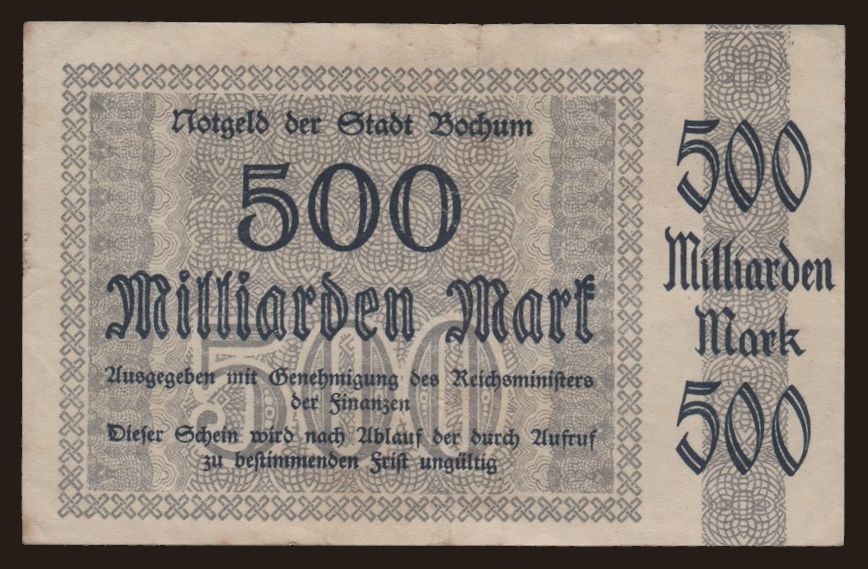 Notgeld der Stadt Bochum
500
Milliarden Mark
500
Ausgegeben mit Genehmigung des Reichsministers
der Finanzen
Dieser Schein wird nach Ablauf der durch Aufruf
zu bestimmenden Frist ungültig
500
Milliarden
Mark
500